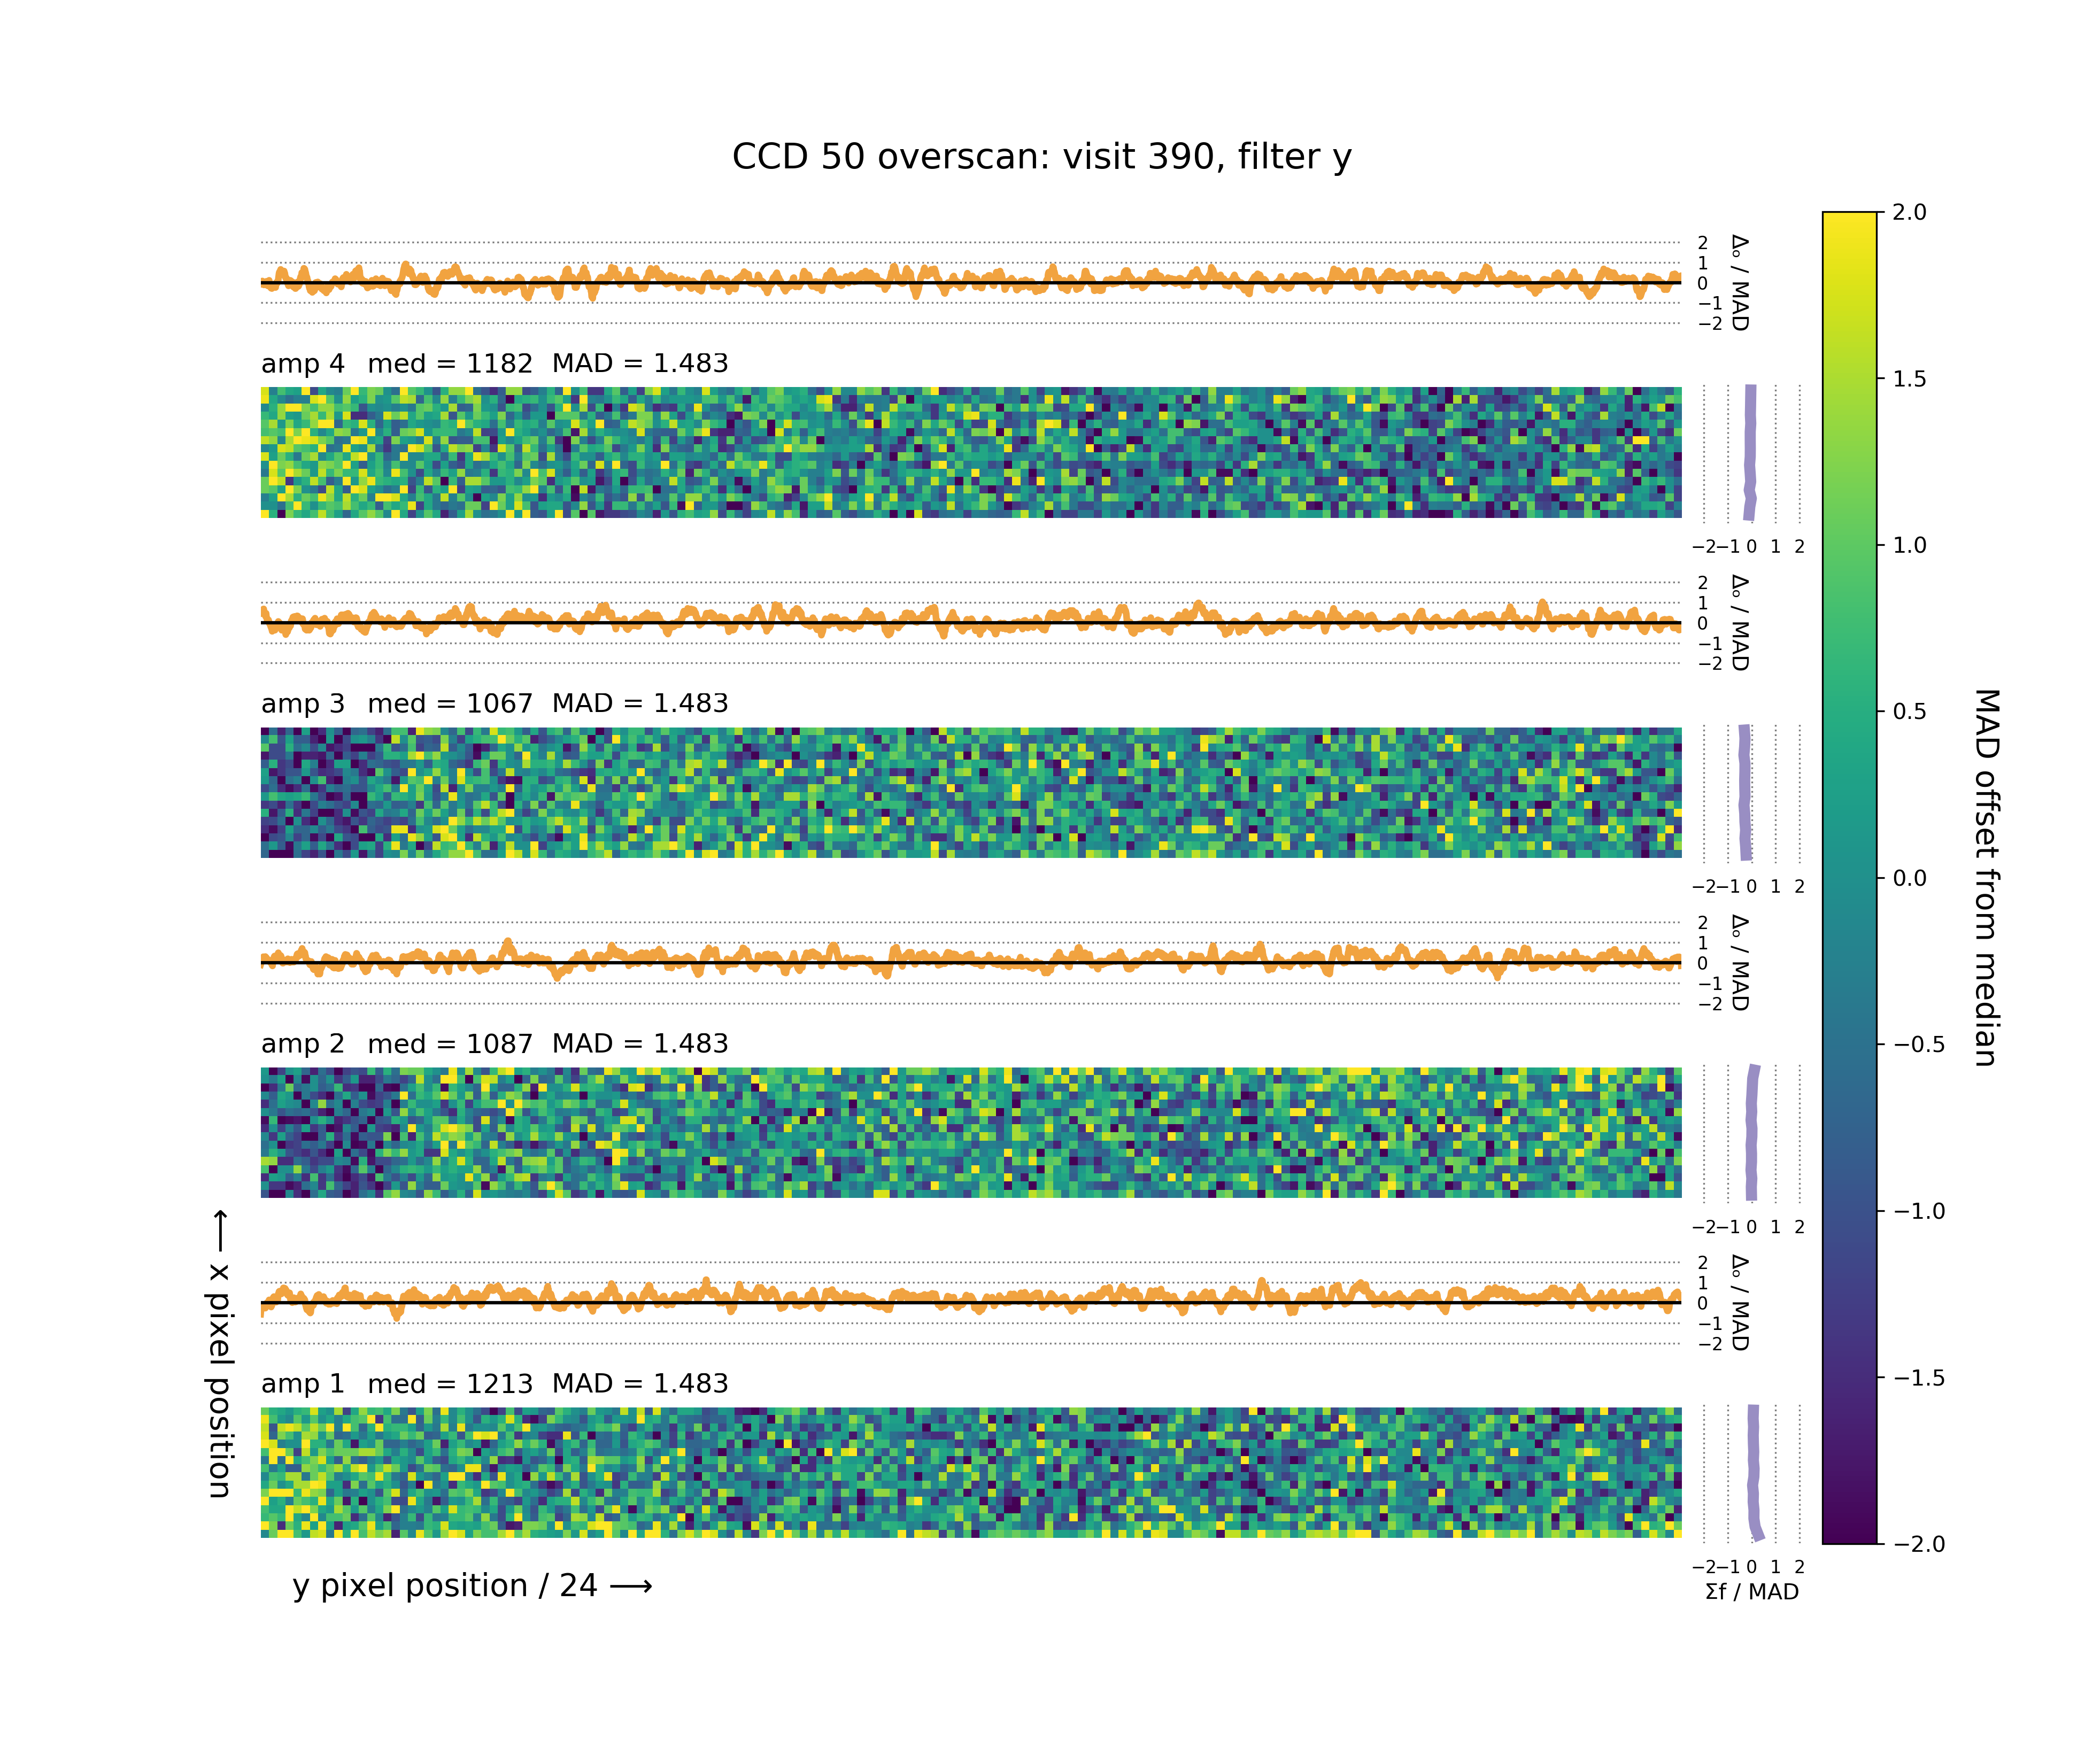 CCD 50 overscan: visit 390, filter y
2
1
0
−1
−2
Δₒ / MAD
amp 4 med = 1182 MAD = 1.483
−2 −1 0 1 2
2
1
0
−1
−2
Δₒ / MAD
amp 3 med = 1067 MAD = 1.483
−2 −1 0 1 2
2
1
0
−1
−2
Δₒ / MAD
amp 2 med = 1087 MAD = 1.483
−2 −1 0 1 2
2
1
0
−1
−2
Δₒ / MAD
amp 1 med = 1213 MAD = 1.483
−2 −1 0 1 2
Σf / MAD
y pixel position / 24 ⟶
⟵ x pixel position
2.0
1.5
1.0
0.5
0.0
−0.5
−1.0
−1.5
−2.0
MAD offset from median